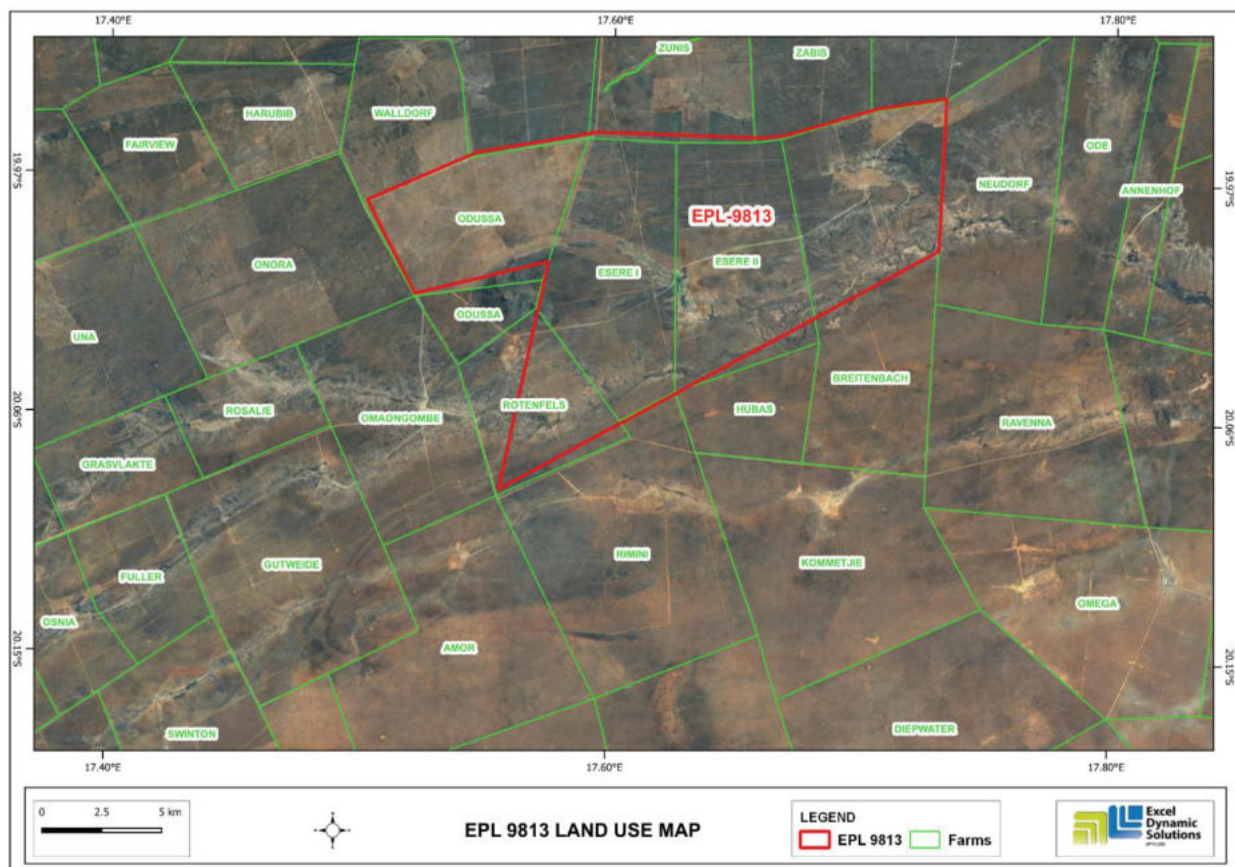 17.40°E 17.60°E 17.80°E
ZUNIS
ZABIS
HARUBIB
WALLDORF
FAIRVIEW
ODE
19.97°S
19.97°S
NEUDORF
ANNENHOF
ODUSSA
EPL-9813
ONORA
ESERE I
ESERE II
ODUSSA
UNA
BREITENBACH
ROTENFELS
ROSALIE
OMAONGOMBE
HUBAS
20.06°S
20.06°S
RAVENNA
GRASVLAKTE
RIMINI
KOMMETJIE
GUTWEIDE
FULLER
OMEGA
OSNIA
AMOR
20.15°S
20.15°S
SWINTON
DIEPWATER
17.40°E 17.60°E 17.80°E
0 2.5 5 km
EPL 9813 LAND USE MAP
LEGEND
EPL 9813 Farms
Excel
Dynamic
Solutions